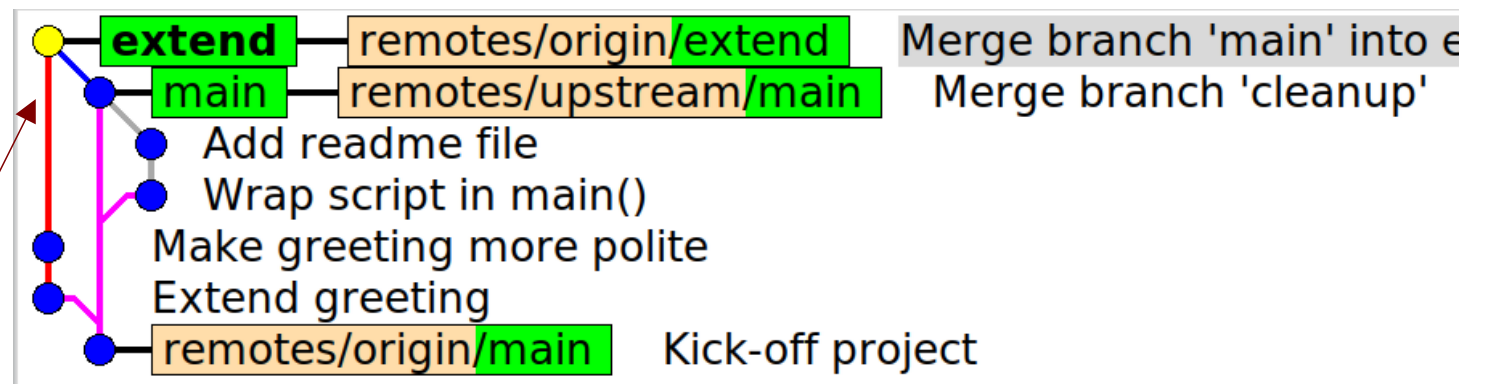 extend remotes/origin/extend Merge branch 'main' into e
main remotes/upstream/main Merge branch 'cleanup'
Add readme file
Wrap script in main()
Make greeting more polite
Extend greeting
remotes/origin/main Kick-off project